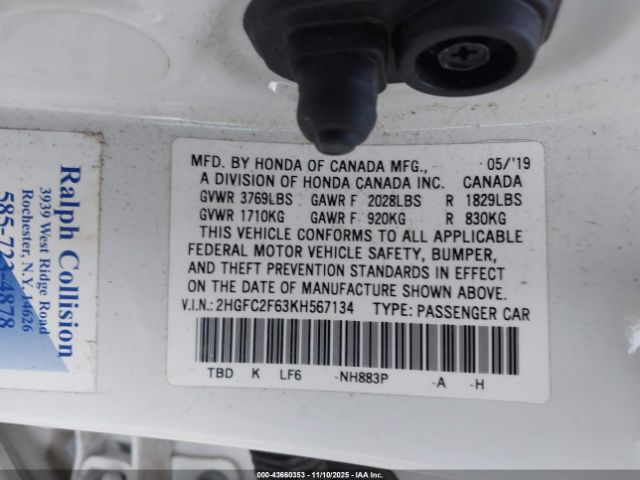 MFD. BY HONDA OF CANADA MFG., 05/'19
A DIVISION OF HONDA CANADA INC. CANADA
GVWR 3769LBS GAWR F 2028LBS R 1829LBS
GVWR 1710KG GAWR F 920KG R 830KG
THIS VEHICLE CONFORMS TO ALL APPLICABLE
FEDERAL MOTOR VEHICLE SAFETY, BUMPER,
AND THEFT PREVENTION STANDARDS IN EFFECT
ON THE DATE OF MANUFACTURE SHOWN ABOVE.
V.I.N.: 2HGFC2F63KH567134 TYPE: PASSENGER CAR
TBD K LF6 -NH883P -A -H
Ralph Collision
3939 West Ridge Road
Rochester, N.Y. 14626
000-43660353 - 11/10/2025 - COPYRIGHT IAA, INC.